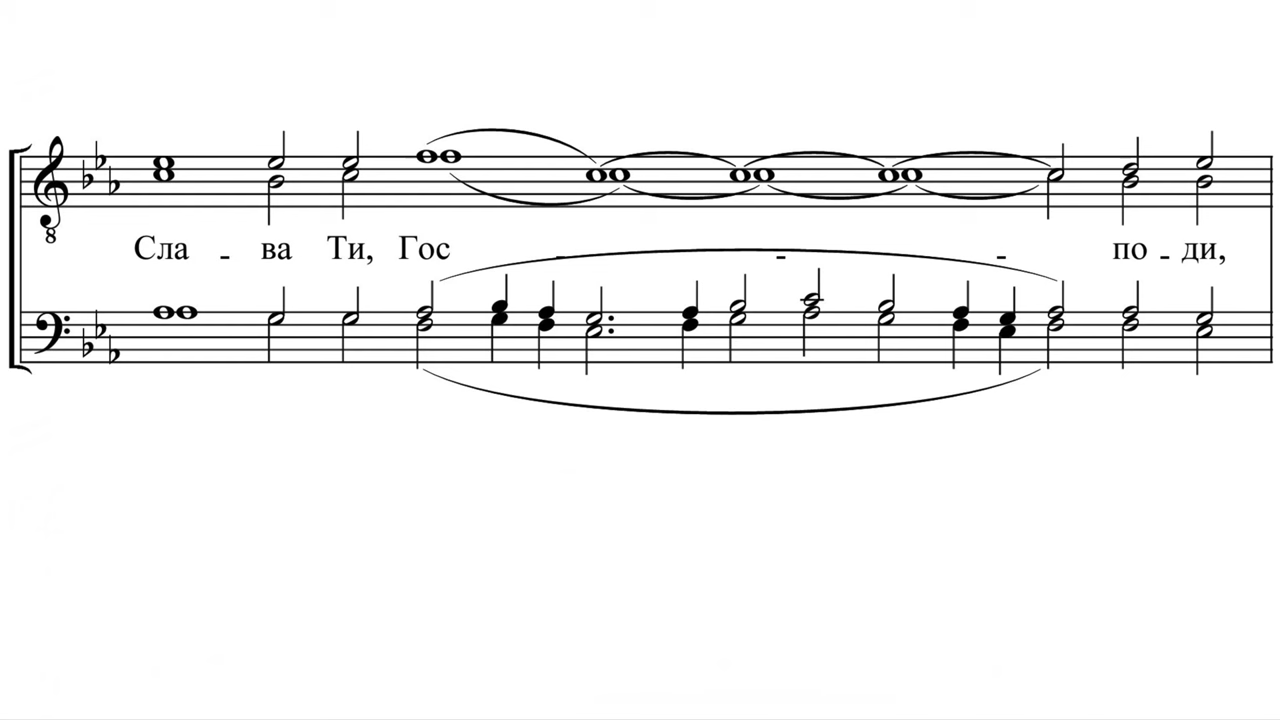 Сла - ва Ти, Гос - - - по - ди,